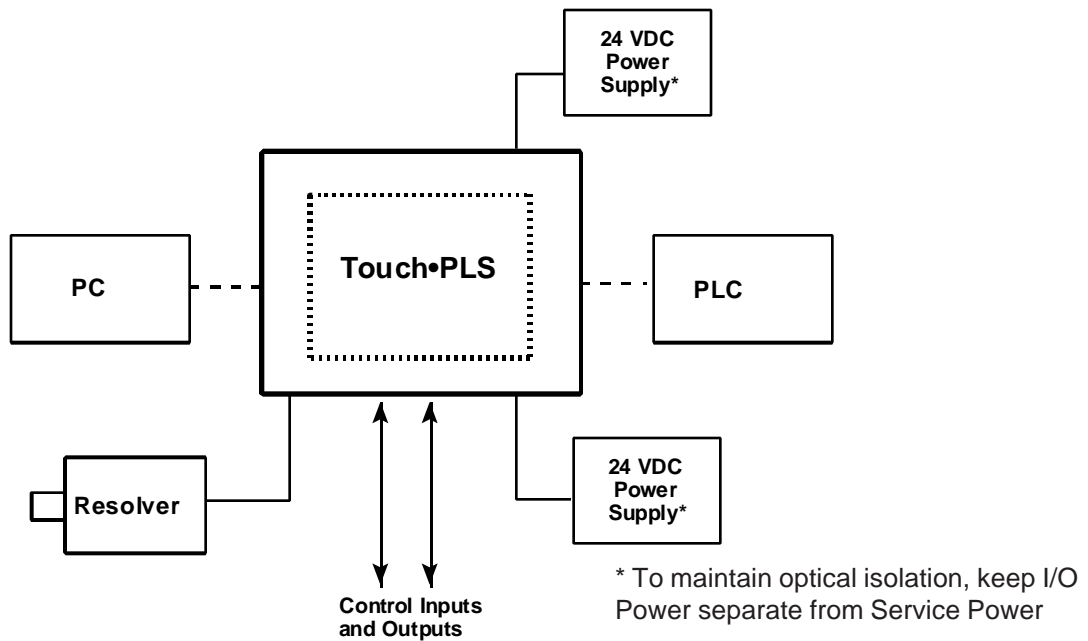 24 VDC
Power
Supply*
Touch•PLS
PC
PLC
Resolver
24 VDC
Power
Supply*
Control Inputs
and Outputs
* To maintain optical isolation, keep I/O
Power separate from Service Power